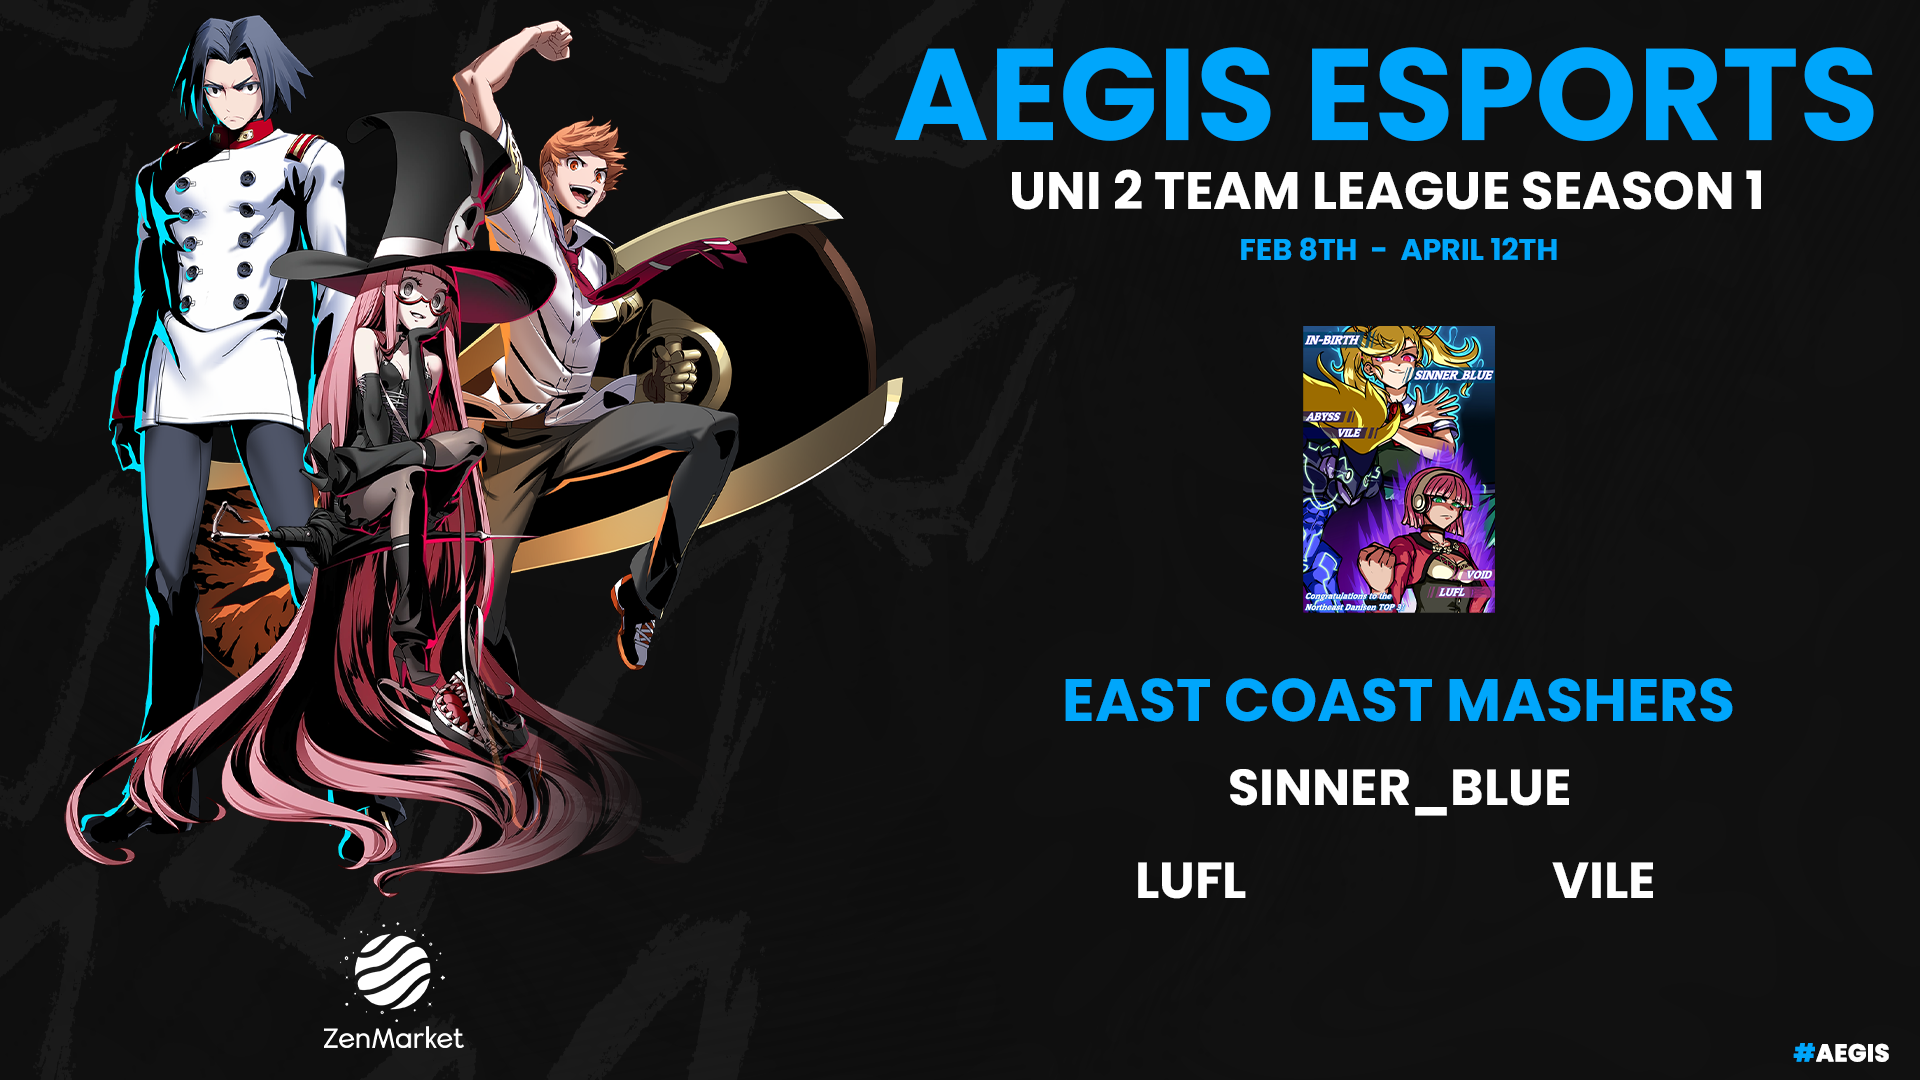 AEGIS ESPORTS
UNI 2 TEAM LEAGUE SEASON 1
FEB 8TH - APRIL 12TH
IN-BIRTH
SINNER_BLUE
ABYSS
VILE
VOID
LUFL
Congratulations to the
Northeast Danisen TOP 3!
EAST COAST MASHERS
SINNER_BLUE
LUFL VILE
ZenMarket
#AEGIS